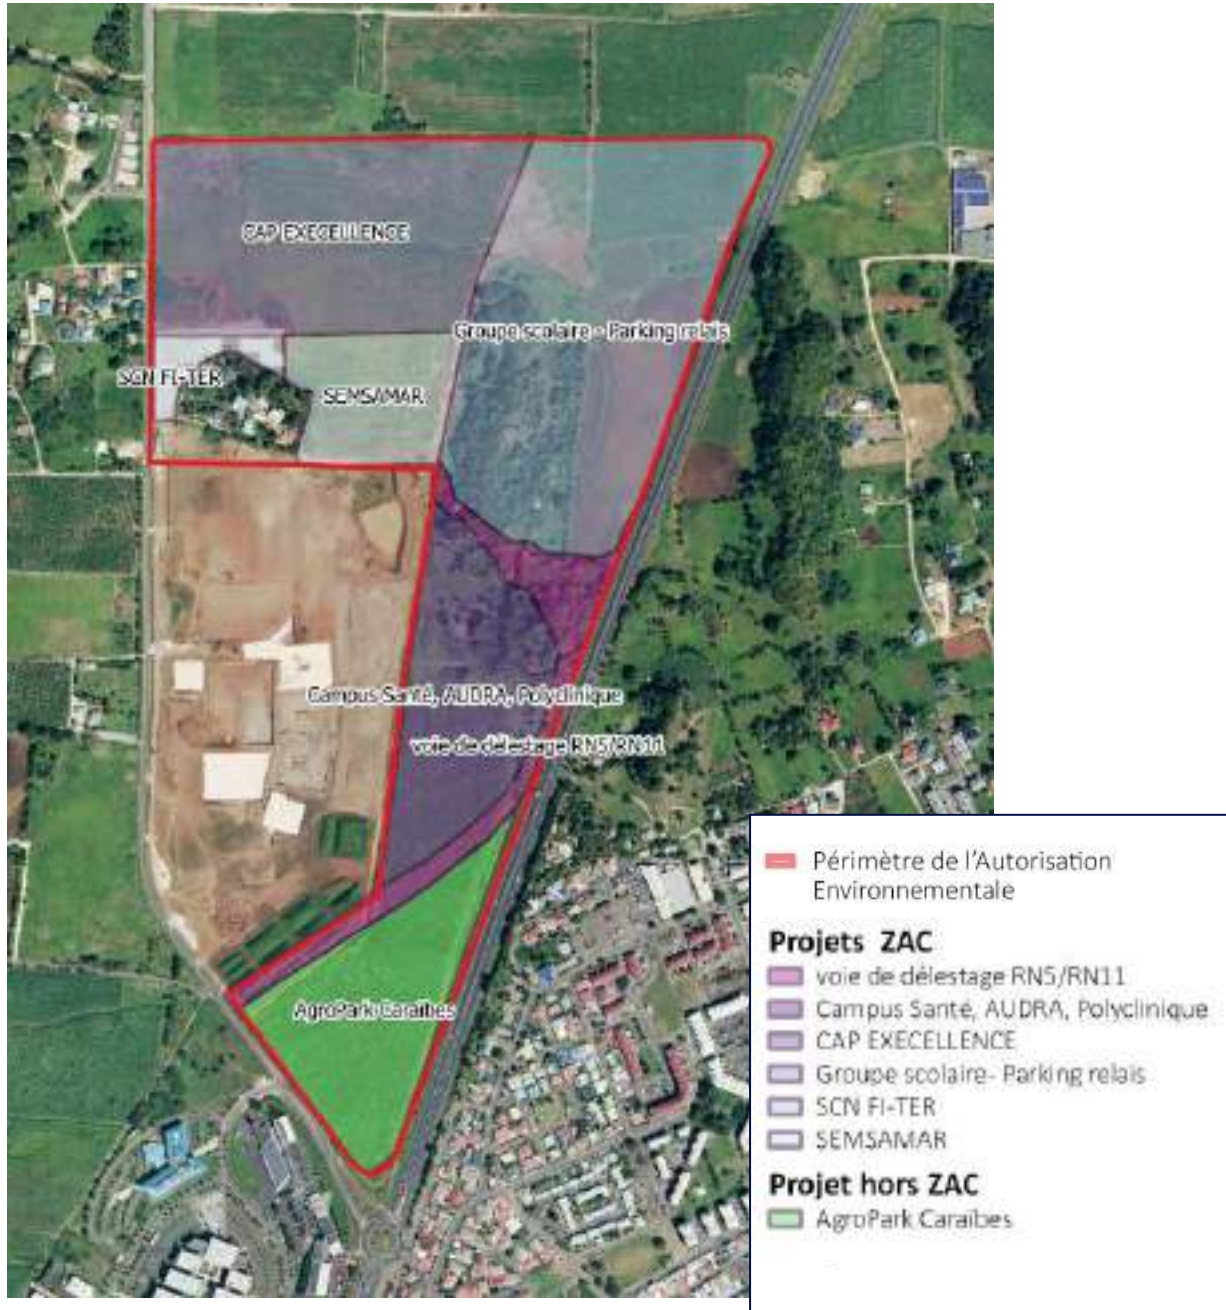 CAP EXECELLENCE
Groupe scolaire - Parking relais
SCN FI-TER
SEMSAMAR
Campus Santé, AUDRA, Polyclinique
voie de délestage RN5/RN11
AgroPark Caraïbes
Périmètre de l'Autorisation
Environnementale
Projets ZAC
voie de délestage RN5/RN11
Campus Santé, AUDRA, Polyclinique
CAP EXECELLENCE
Groupe scolaire- Parking relais
SCN FI-TER
SEMSAMAR
Projet hors ZAC
AgroPark Caraïbes